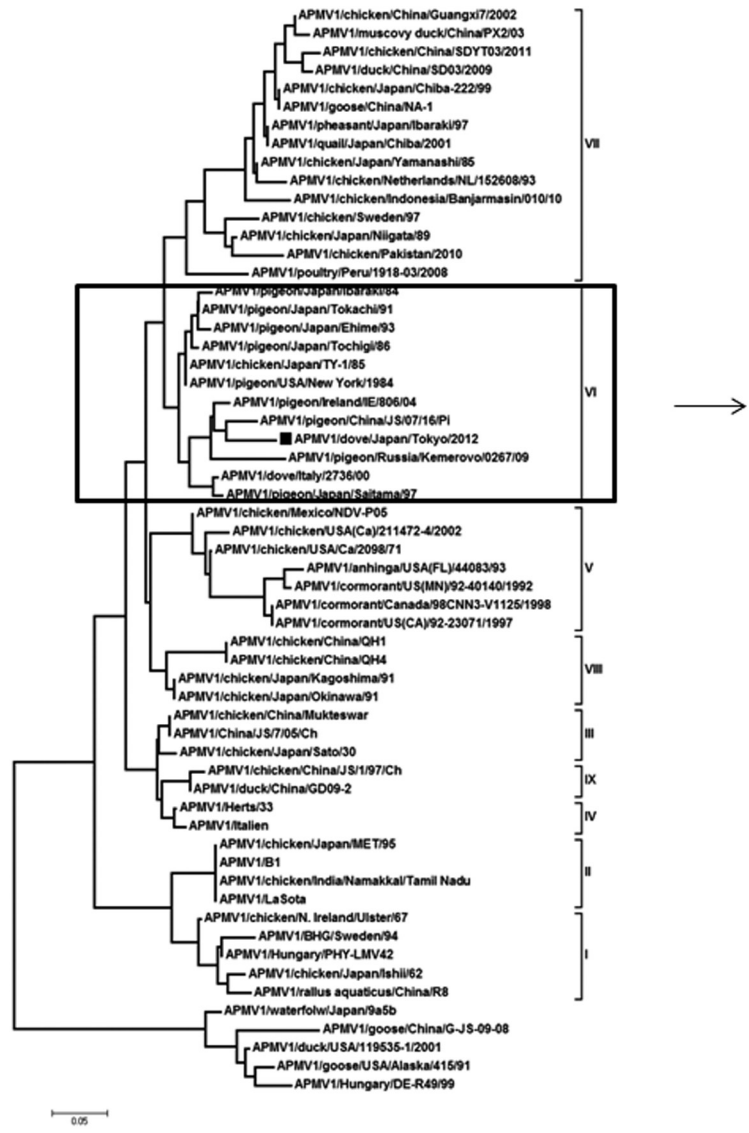 APMV1/chicken/China/Guangxi7/2002
APMV1/muscovy duck/China/PX2/03
APMV1/chicken/China/SDYT03/2011
APMV1/duck/China/SD03/2009
APMV1/chicken/Japan/Chiba-222/99
APMV1/goose/China/NA-1
APMV1/pheasant/Japan/Ibaraki/97
APMV1/quail/Japan/Chiba/2001
VII
APMV1/chicken/Japan/Yamanashi/85
APMV1/chicken/Netherlands/NL/152608/93
APMV1/chicken/Indonesia/Banjarmasin/010/10
APMV1/chicken/Sweden/97
APMV1/chicken/Japan/Niigata/89
APMV1/chicken/Pakistan/2010
APMV1/poultry/Peru/1918-03/2008
APMV1/pigeon/Japan/Ibaraki/84
APMV1/pigeon/Japan/Tokachi/91
APMV1/pigeon/Japan/Ehime/93
APMV1/pigeon/Japan/Tochigi/86
APMV1/chicken/Japan/TY-1/85
APMV1/pigeon/USA/New York/1984
VI
APMV1/pigeon/Ireland/IE/806/04
APMV1/pigeon/China/JS/07/16/Pi
APMV1/dove/Japan/Tokyo/2012
APMV1/pigeon/Russia/Kemerovo/0267/09
APMV1/dove/Italy/2736/00
APMV1/pigeon/Japan/Saitama/97
APMV1/chicken/Mexico/NDV-P05
APMV1/chicken/USA(Ca)/211472-4/2002
APMV1/chicken/USA/Ca/2098/71
APMV1/anhinga/USA(FL)/44083/93
V
APMV1/cormorant/US(MN)/92-40140/1992
APMV1/cormorant/Canada/98CNN3-V1125/1998
APMV1/cormorant/US(CA)/92-23071/1997
APMV1/chicken/China/QH1
APMV1/chicken/China/QH4
VIII
APMV1/chicken/Japan/Kagoshima/91
APMV1/chicken/Japan/Okinawa/91
APMV1/chicken/China/Mukteswar
APMV1/China/JS/7/05/Ch
III
APMV1/chicken/Japan/Sato/30
APMV1/chicken/China/JS/1/97/Ch
IX
APMV1/duck/China/GD09-2
APMV1/Herts/33
IV
APMV1/Italien
APMV1/chicken/Japan/MET/95
APMV1/B1
II
APMV1/chicken/India/Namakkal/Tamil Nadu
APMV1/LaSota
APMV1/chicken/N. Ireland/Ulster/67
APMV1/BHG/Sweden/94
APMV1/Hungary/PHY-LMV42
I
APMV1/chicken/Japan/Ishii/62
APMV1/rallus aquaticus/China/R8
APMV1/waterfolw/Japan/9a5b
APMV1/goose/China/G-JS-09-08
APMV1/duck/USA/119535-1/2001
APMV1/goose/USA/Alaska/415/91
APMV1/Hungary/DE-R49/99
0.05